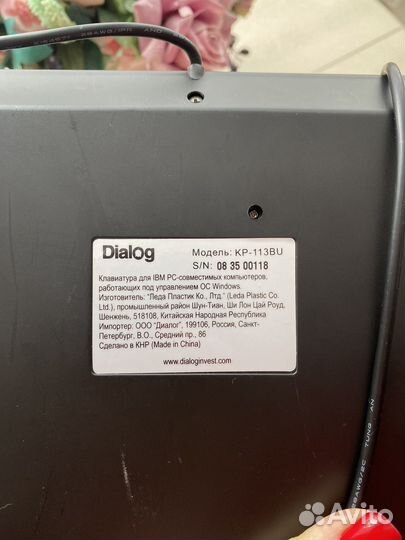 Dialog
Модель: KP-113BU
S/N: 08 35 00118
Клавиатура для IBM PC-совместимых компьютеров,
работающих под управлением ОС Windows.
Изготовитель: "Леда Пластик Ко., Лтд." (Leda Plastic Co.
Ltd.), промышленный район Шун-Тиан, Ши Лон Цай Роуд,
Шенжень, 518108, Китайская Народная Республика
Импортер: ООО "Диалог", 199106, Россия, Санкт-
Петербург, В.О., Средний пр., 86
Сделано в КНР (Made in China)
www.dialoginvest.com
TUNG AN
Avito